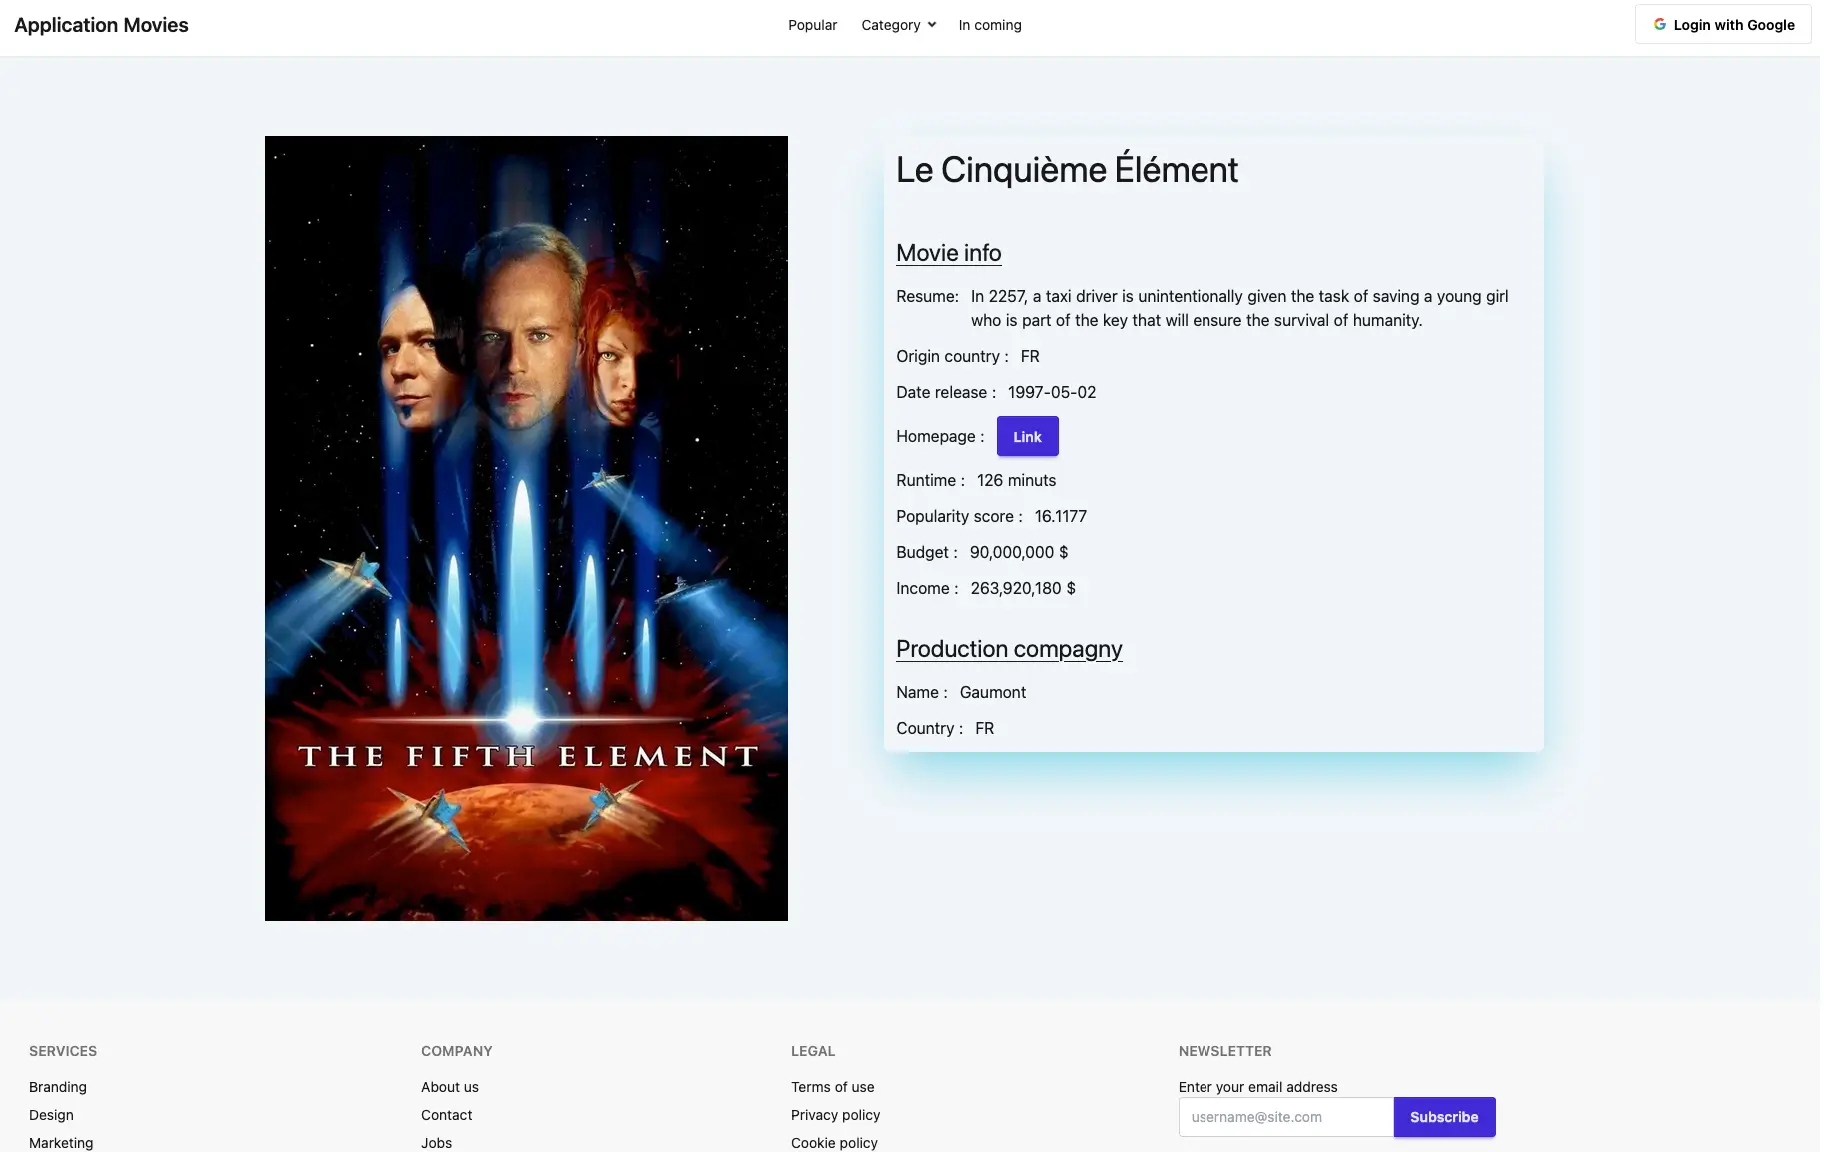 Application Movies
Popular
Category
In coming
Login with Google
THE FIFTH ELEMENT
Le Cinquième Élément
Movie info
Resume: In 2257, a taxi driver is unintentionally given the task of saving a young girl
who is part of the key that will ensure the survival of humanity.
Origin country : FR
Date release : 1997-05-02
Homepage : Link
Runtime : 126 minuts
Popularity score : 16.1177
Budget : 90,000,000 $
Income : 263,920,180 $
Production compagny
Name : Gaumont
Country : FR
SERVICES
Branding
Design
Marketing
COMPANY
About us
Contact
Jobs
LEGAL
Terms of use
Privacy policy
Cookie policy
NEWSLETTER
Enter your email address
username@site.com
Subscribe